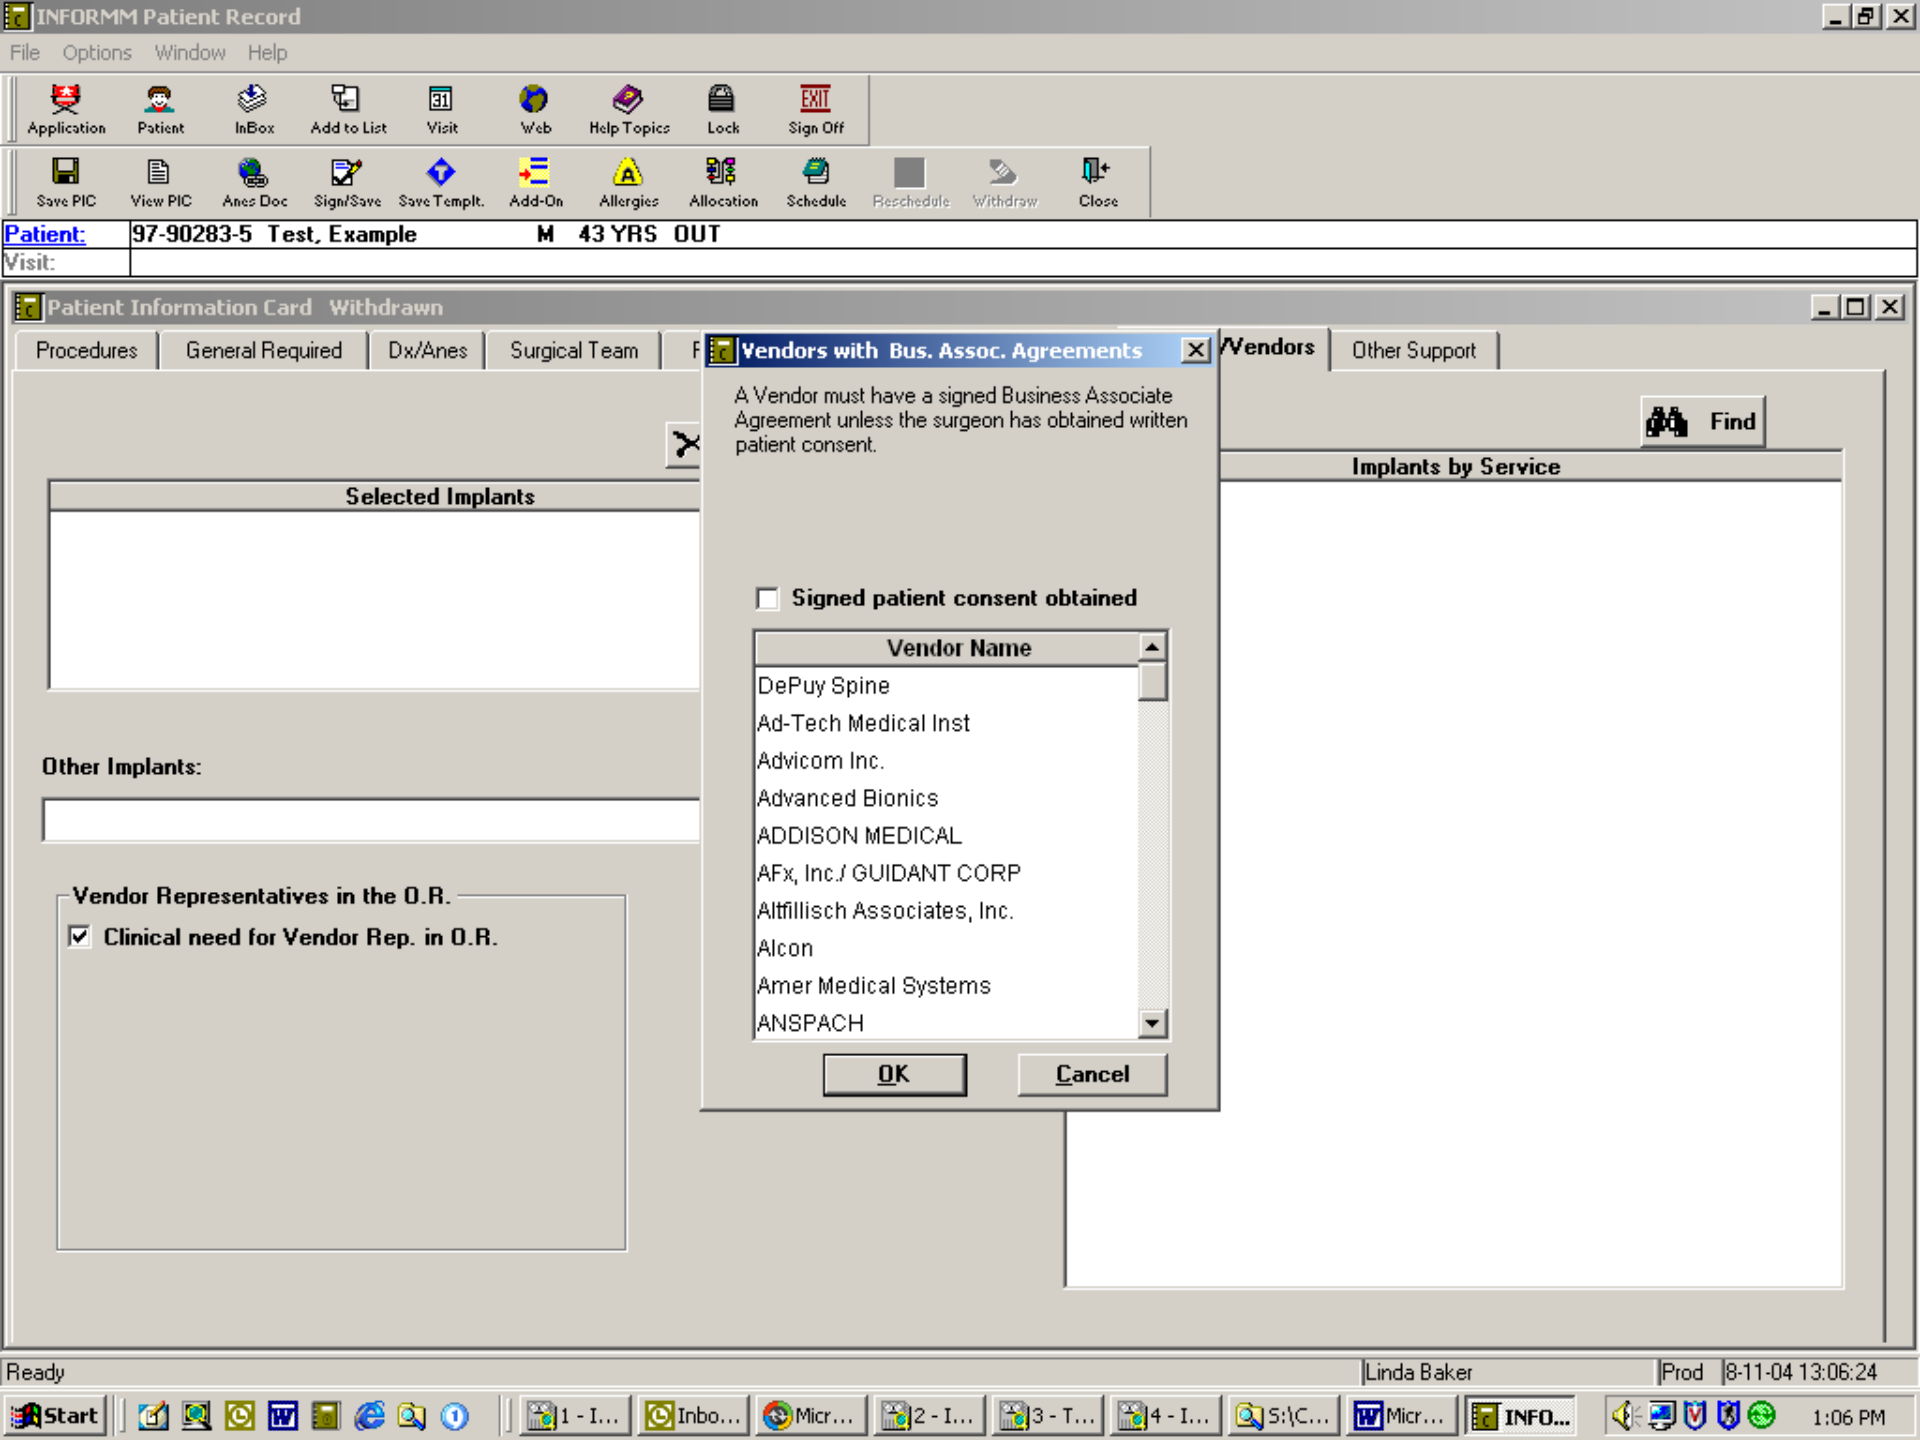 INFORMM Patient Record
File Options Window Help
Application Patient InBox Add to List Visit Web Help Topics Lock Sign Off
Save PIC View PIC Anes Doc Sign/Save Save Templt. Add-On Allergies Allocation Schedule Reschedule Withdraw Close
Patient: 97-90283-5 Test, Example M 43 YRS OUT
Visit:
Patient Information Card Withdrawn
Procedures General Required Dx/Anes Surgical Team /Vendors Other Support
Vendors with Bus. Assoc. Agreements
A Vendor must have a signed Business Associate
Agreement unless the surgeon has obtained written
patient consent.
Find
Implants by Service
Selected Implants
Signed patient consent obtained
Vendor Name
DePuy Spine
Ad-Tech Medical Inst
Advicom Inc.
Advanced Bionics
ADDISON MEDICAL
AFx, Inc./ GUIDANT CORP
Altfillisch Associates, Inc.
Alcon
Amer Medical Systems
ANSPACH
OK Cancel
Other Implants:
Vendor Representatives in the O.R.
Clinical need for Vendor Rep. in O.R.
Ready Linda Baker Prod 8-11-04 13:06:24
Start 1 - I... Inbo... Micr... 2 - I... 3 - T... 4 - I... S:\C... Micr... INFO... 1:06 PM